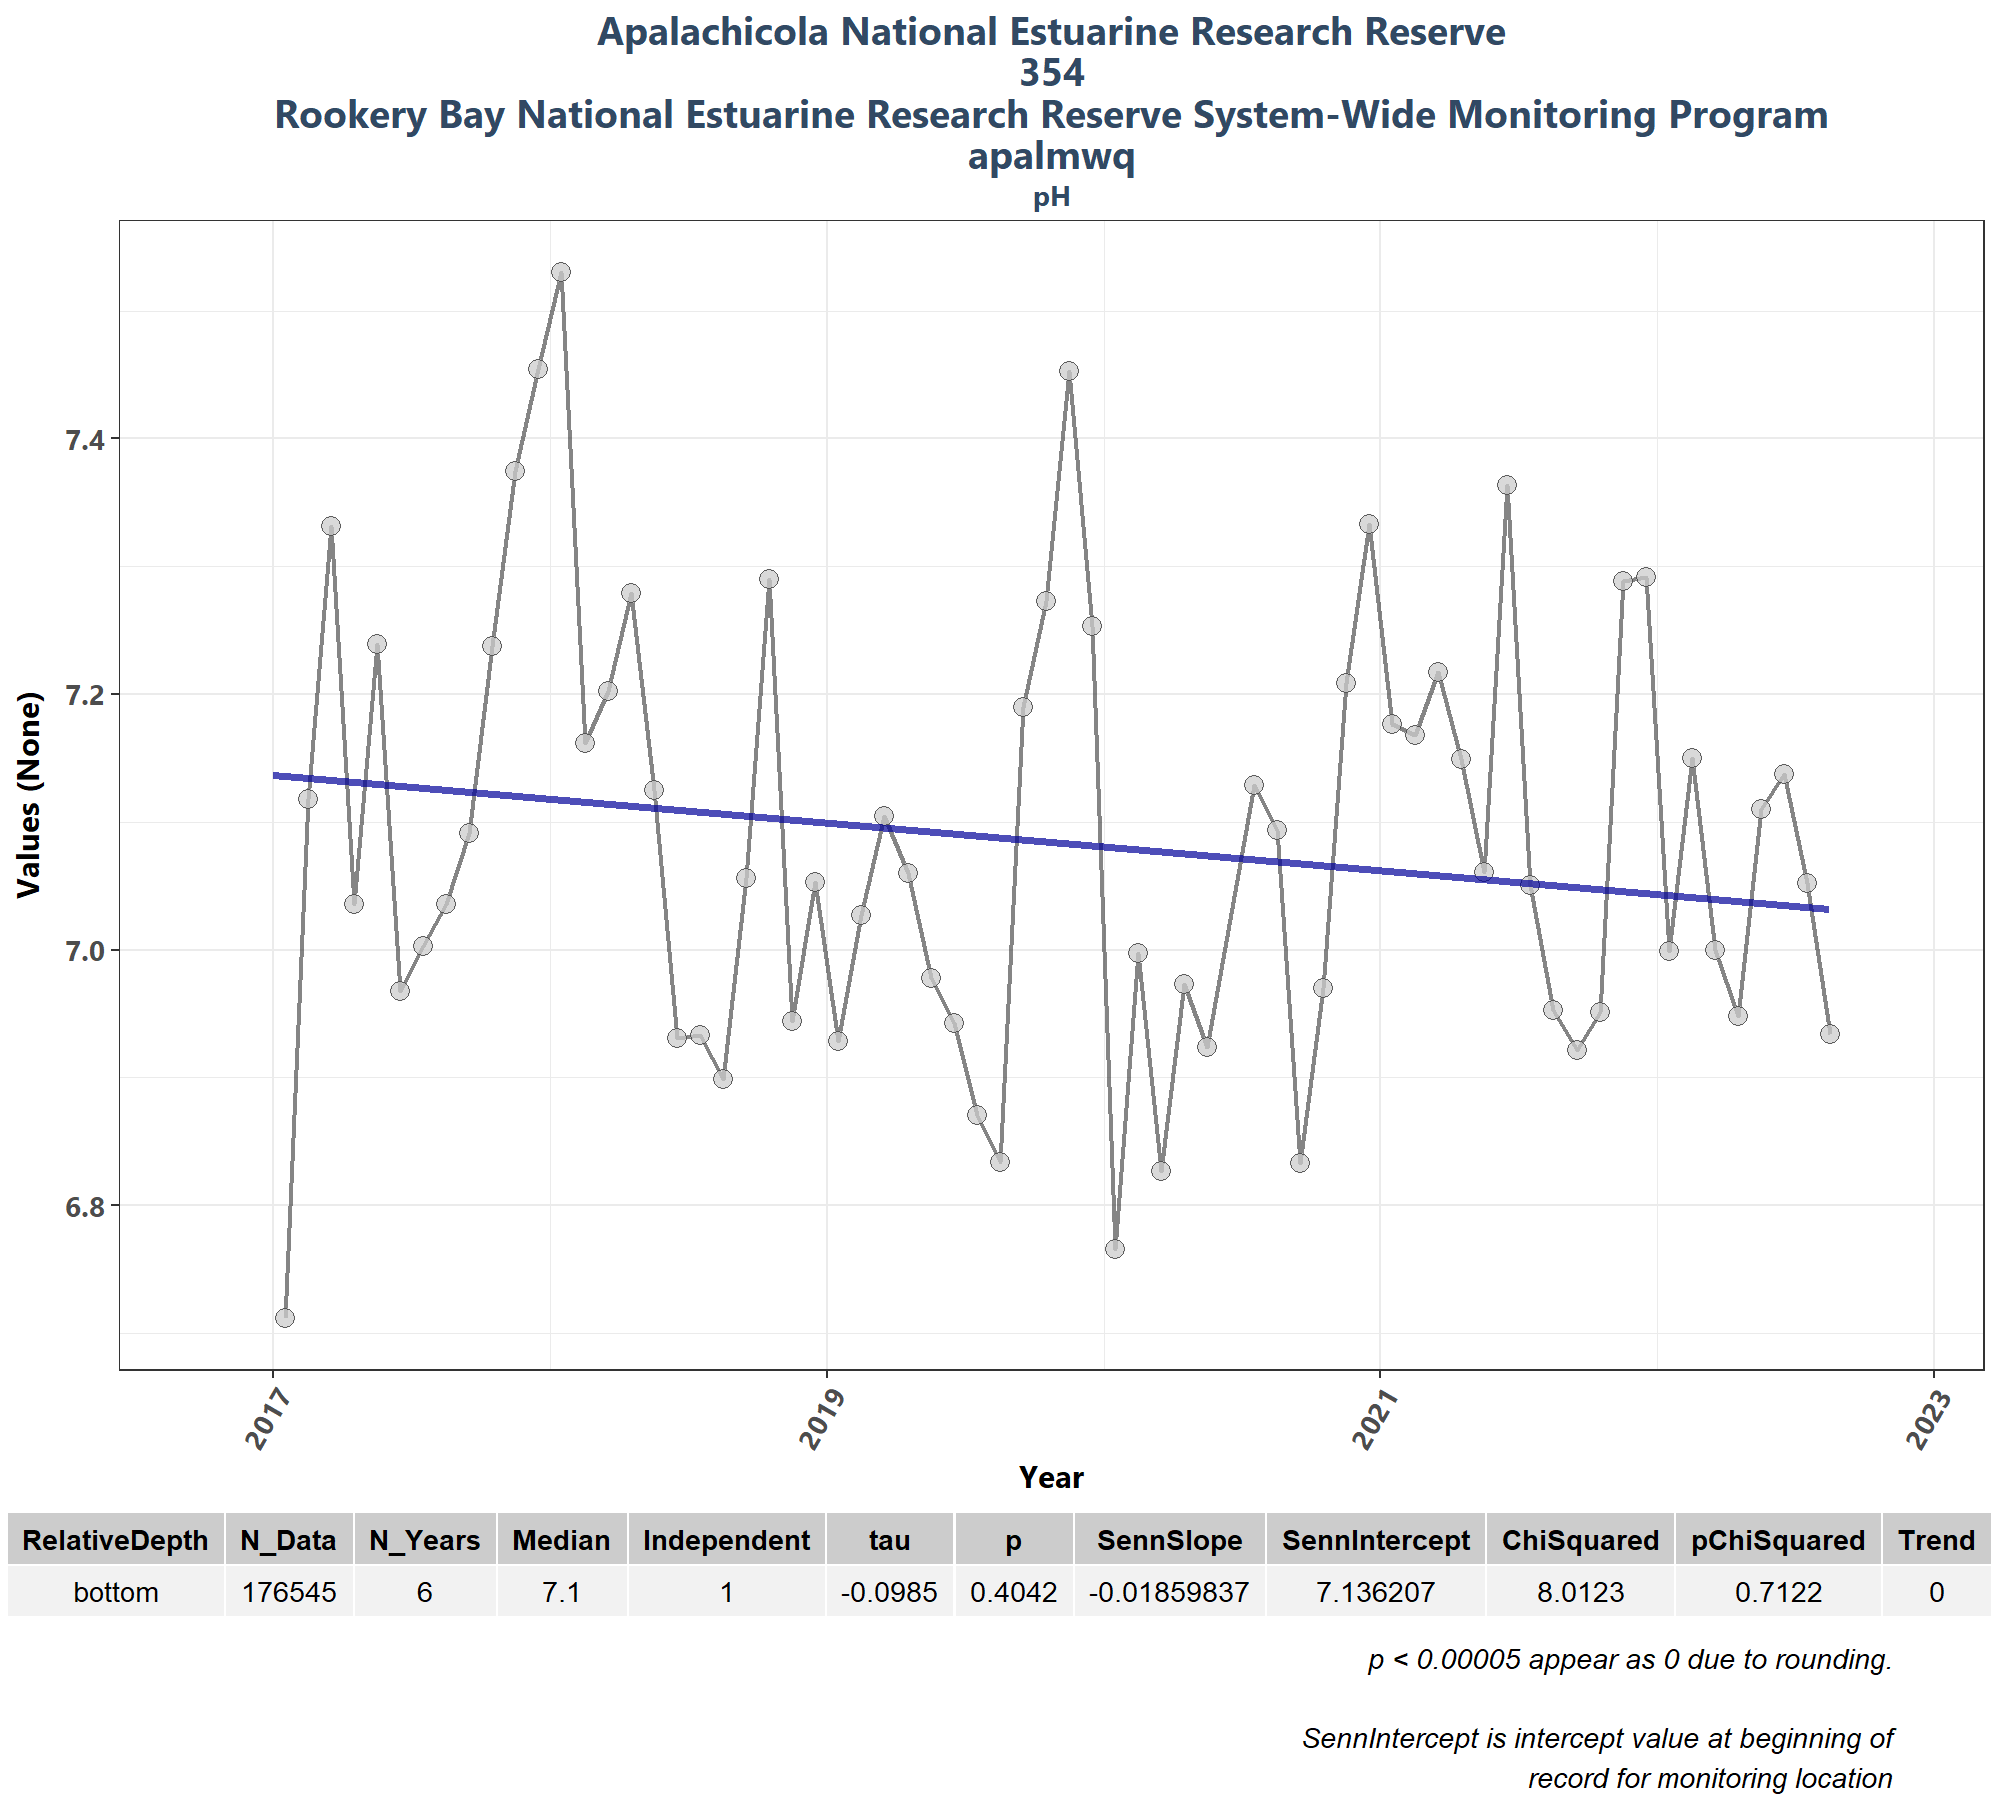 Apalachicola National Estuarine Research Reserve
354
Rookery Bay National Estuarine Research Reserve System-Wide Monitoring Program
apalmwq
pH
Values (None)
7.4
7.2
7.0
6.8
2017
2019
2021
2023
Year
RelativeDepth N_Data N_Years Median Independent tau p SennSlope SennIntercept ChiSquared pChiSquared Trend
bottom 176545 6 7.1 1 -0.0985 0.4042 -0.01859837 7.136207 8.0123 0.7122 0
p < 0.00005 appear as 0 due to rounding.
SennIntercept is intercept value at beginning of
record for monitoring location